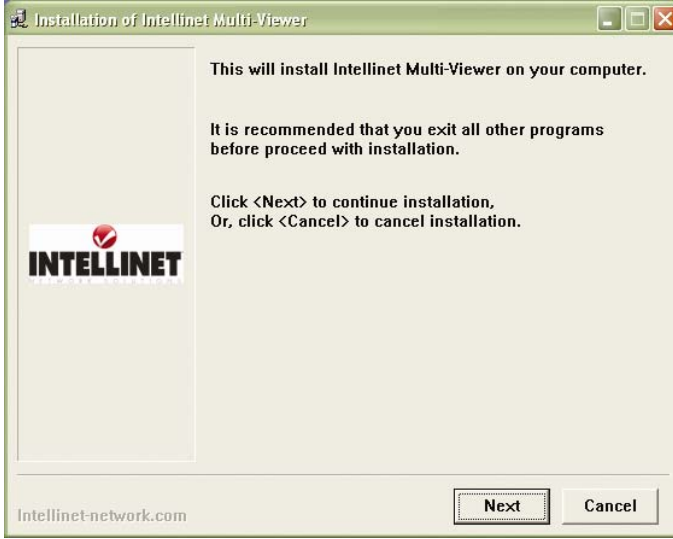 Installation of Intellinet Multi-Viewer
This will install Intellinet Multi-Viewer on your computer.
It is recommended that you exit all other programs
before proceed with installation.
Click <Next> to continue installation,
Or, click <Cancel> to cancel installation.
INTELLINET
NETWORK SOLUTIONS
Intellinet-network.com
Next
Cancel